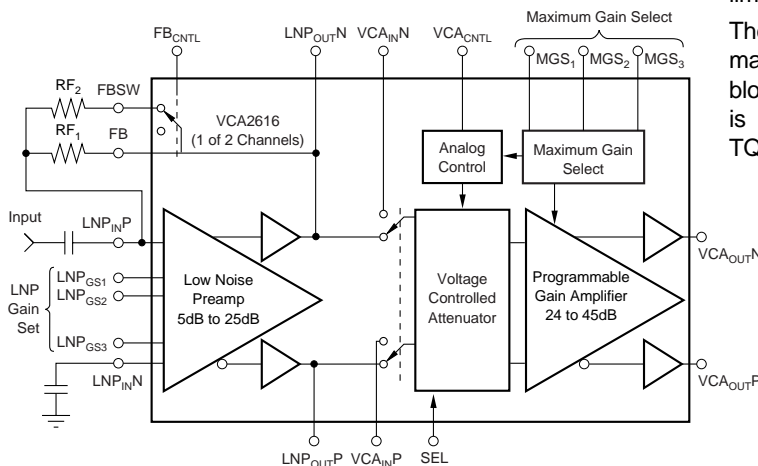 lim
Maximum Gain Select
FB_CNTL
LNP_OUTN
VCA_INN
VCA_CNTL
MGS_1
MGS_2
MGS_3
The
ma
blo
is
TQ
RF_2
FBSW
RF_1
FB
VCA2616
(1 of 2 Channels)
Analog
Control
Maximum Gain
Select
Input
LNP_INP
LNP
Gain
Set
LNP_GS1
LNP_GS2
LNP_GS3
LNP_INN
Low Noise
Preamp
5dB to 25dB
Voltage
Controlled
Attenuator
Programmable
Gain Amplifier
24 to 45dB
VCA_OUTN
VCA_OUTP
LNP_OUTP
VCA_INP
SEL